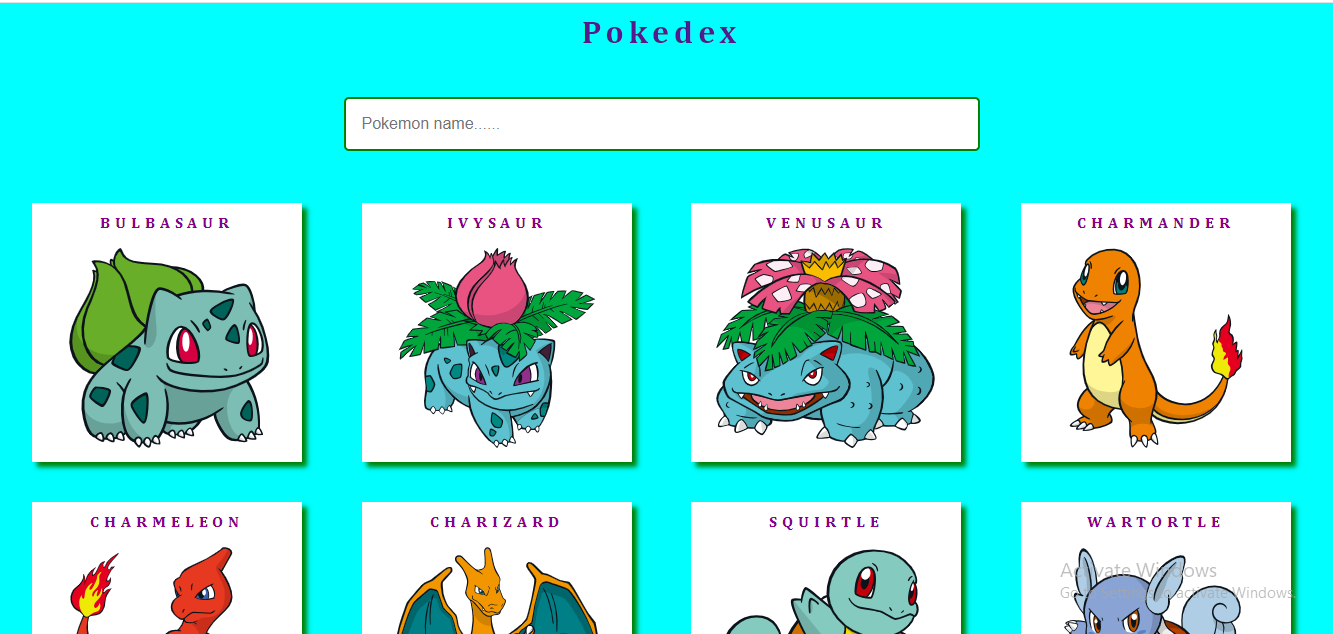 Pokedex
Pokemon name......
BULBASAUR
IVYSAUR
VENUSAUR
CHARMANDER
CHARMELEON
CHARIZARD
SQUIRTLE
WARTORTLE
Activate Windows
Go to Settings to activate Windows.